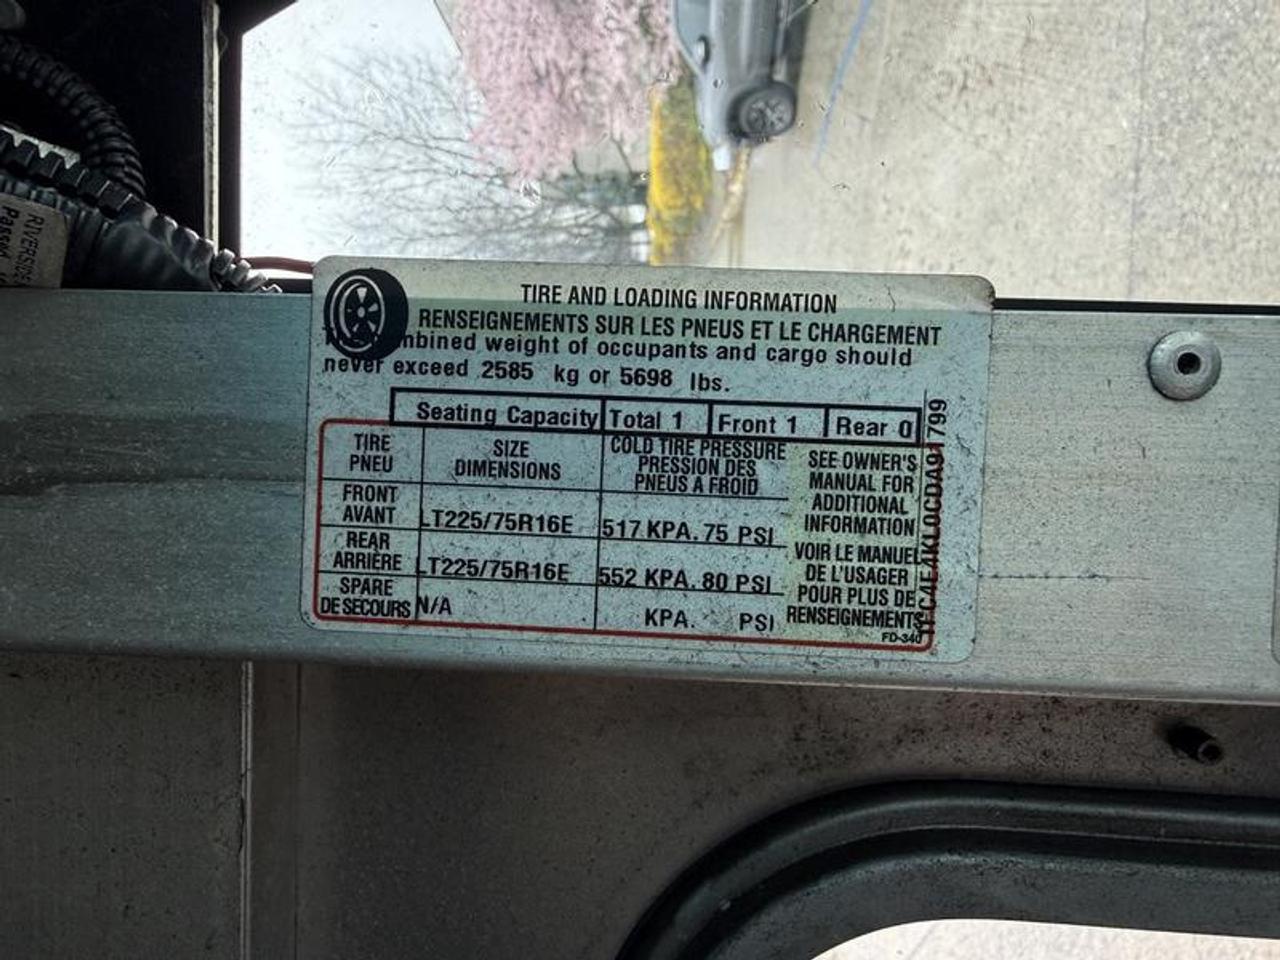 TIRE AND LOADING INFORMATION
RENSEIGNEMENTS SUR LES PNEUS ET LE CHARGEMENT
weight of occupants and cargo should
never exceed 2585 kg or 5698 lbs.
Seating Capacity Total 1 Front 1 Rear 0
TIRE
PNEU
SIZE
DIMENSIONS
COLD TIRE PRESSURE
PRESSION DES
PNEUS A FROID
SEE OWNER'S
MANUAL FOR
ADDITIONAL
INFORMATION
VOIR LE MANUEL
DE L'USAGER
POUR PLUS DE
RENSEIGNEMENTS
FRONT
AVANT
LT225/75R16E
517 KPA. 75 PSI
REAR
ARRIÈRE
LT225/75R16E
552 KPA. 80 PSI
SPARE
DE SECOURS
N/A
KPA. PSI
FD-340